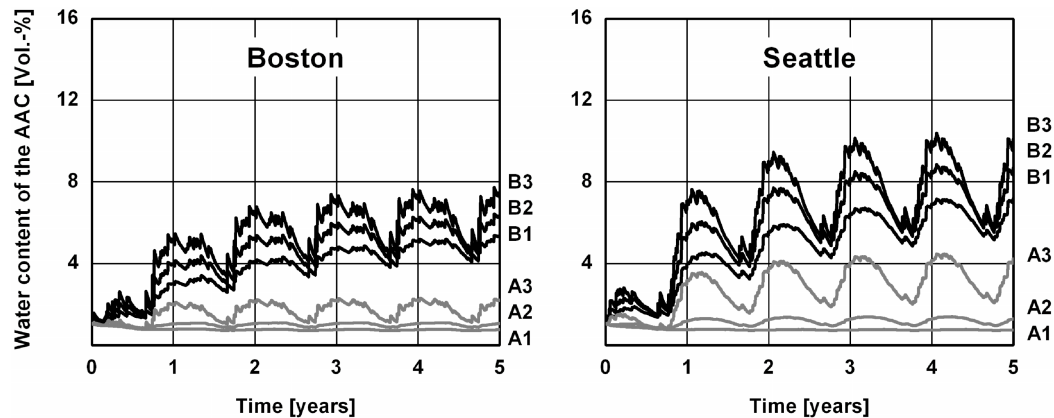 Water content of the AAC [Vol.-%]
16
12
8
4
Boston
B3
B2
B1
A3
A2
A1
0 1 2 3 4 5
Time [years]
16
12
8
4
Seattle
B3
B2
B1
A3
A2
A1
0 1 2 3 4 5
Time [years]